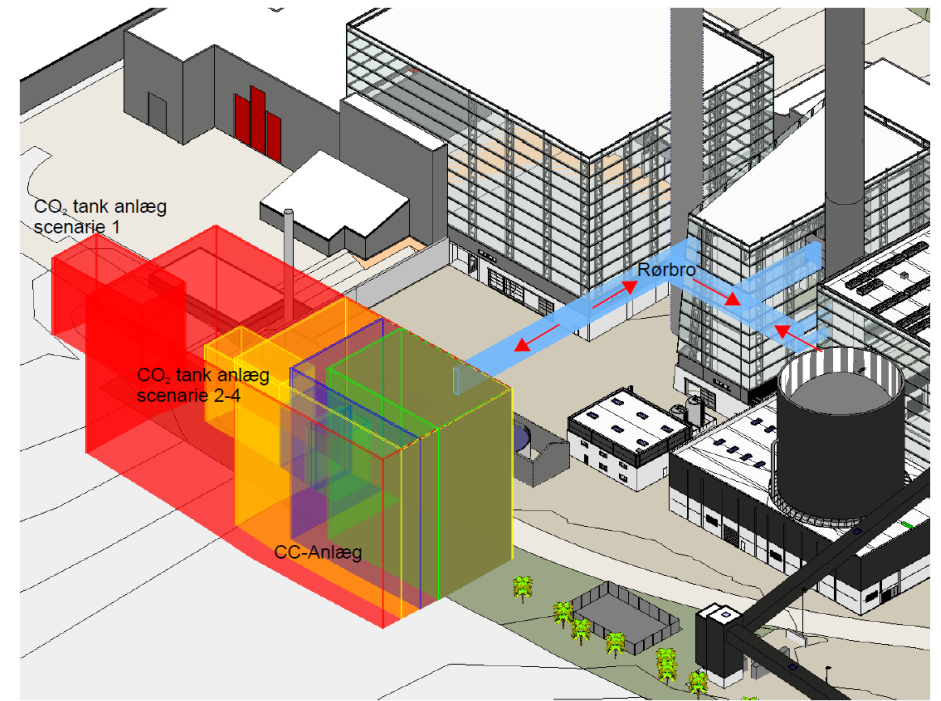 CO₂ tank anlæg
scenarie 1
Rørbro
CO₂ tank anlæg
scenarie 2-4
CC-Anlæg